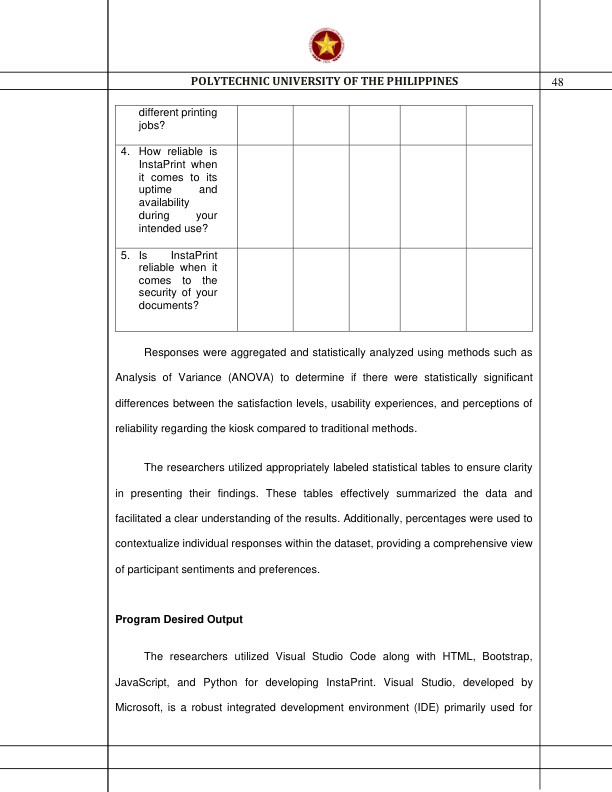 POLYTECHNIC UNIVERSITY OF THE PHILIPPINES
48
different printing
jobs?
4. How reliable is
InstaPrint when
it comes to its
uptime and
availability
during your
intended use?
5. Is InstaPrint
reliable when it
comes to the
security of your
documents?
Responses were aggregated and statistically analyzed using methods such as
Analysis of Variance (ANOVA) to determine if there were statistically significant
differences between the satisfaction levels, usability experiences, and perceptions of
reliability regarding the kiosk compared to traditional methods.
The researchers utilized appropriately labeled statistical tables to ensure clarity
in presenting their findings. These tables effectively summarized the data and
facilitated a clear understanding of the results. Additionally, percentages were used to
contextualize individual responses within the dataset, providing a comprehensive view
of participant sentiments and preferences.
Program Desired Output
The researchers utilized Visual Studio Code along with HTML, Bootstrap,
JavaScript, and Python for developing InstaPrint. Visual Studio, developed by
Microsoft, is a robust integrated development environment (IDE) primarily used for